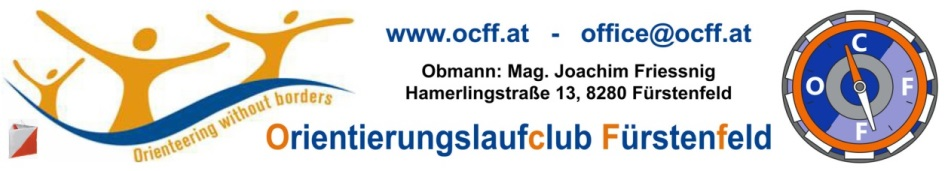 Orienteering without borders
www.ocff.at - office@ocff.at
Obmann: Mag. Joachim Friessnig
Hamerlingstraße 13, 8280 Fürstenfeld
Orientierungslaufclub Fürstenfeld
C
O F
F